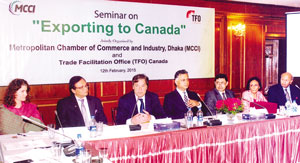 MCCI
TFO
Seminar on
"Exporting to Canada"
Jointly Organized by
Metropolitan Chamber of Commerce and Industry, Dhaka (MCCI)
and
Trade Facilitation Office (TFO) Canada
12th February, 2015